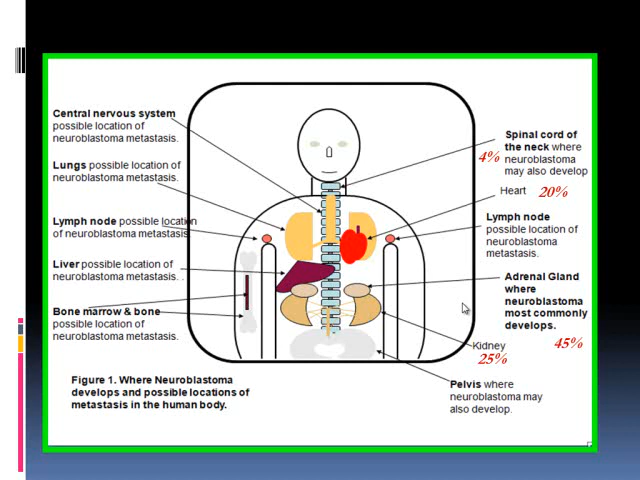 Central nervous system
possible location of
neuroblastoma metastasis.
Lungs possible location of
neuroblastoma metastasis.
Lymph node possible location
of neuroblastoma metastasis.
Liver possible location of
neuroblastoma metastasis. .
Bone marrow & bone
possible location of
neuroblastoma metastasis.
Spinal cord of
the neck where
neuroblastoma
may also develop
4%
Heart
20%
Lymph node
possible location of
neuroblastoma
metastasis.
Adrenal Gland
where
neuroblastoma
most commonly
develops.
45%
Kidney
25%
Pelvis where
neuroblastoma may
also develop.
Figure 1. Where Neuroblastoma
develops and possible locations of
metastasis in the human body.